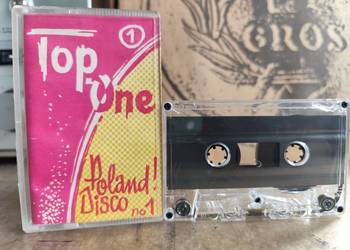 1
Top
One
Poland!
Disco
no 1
GROS